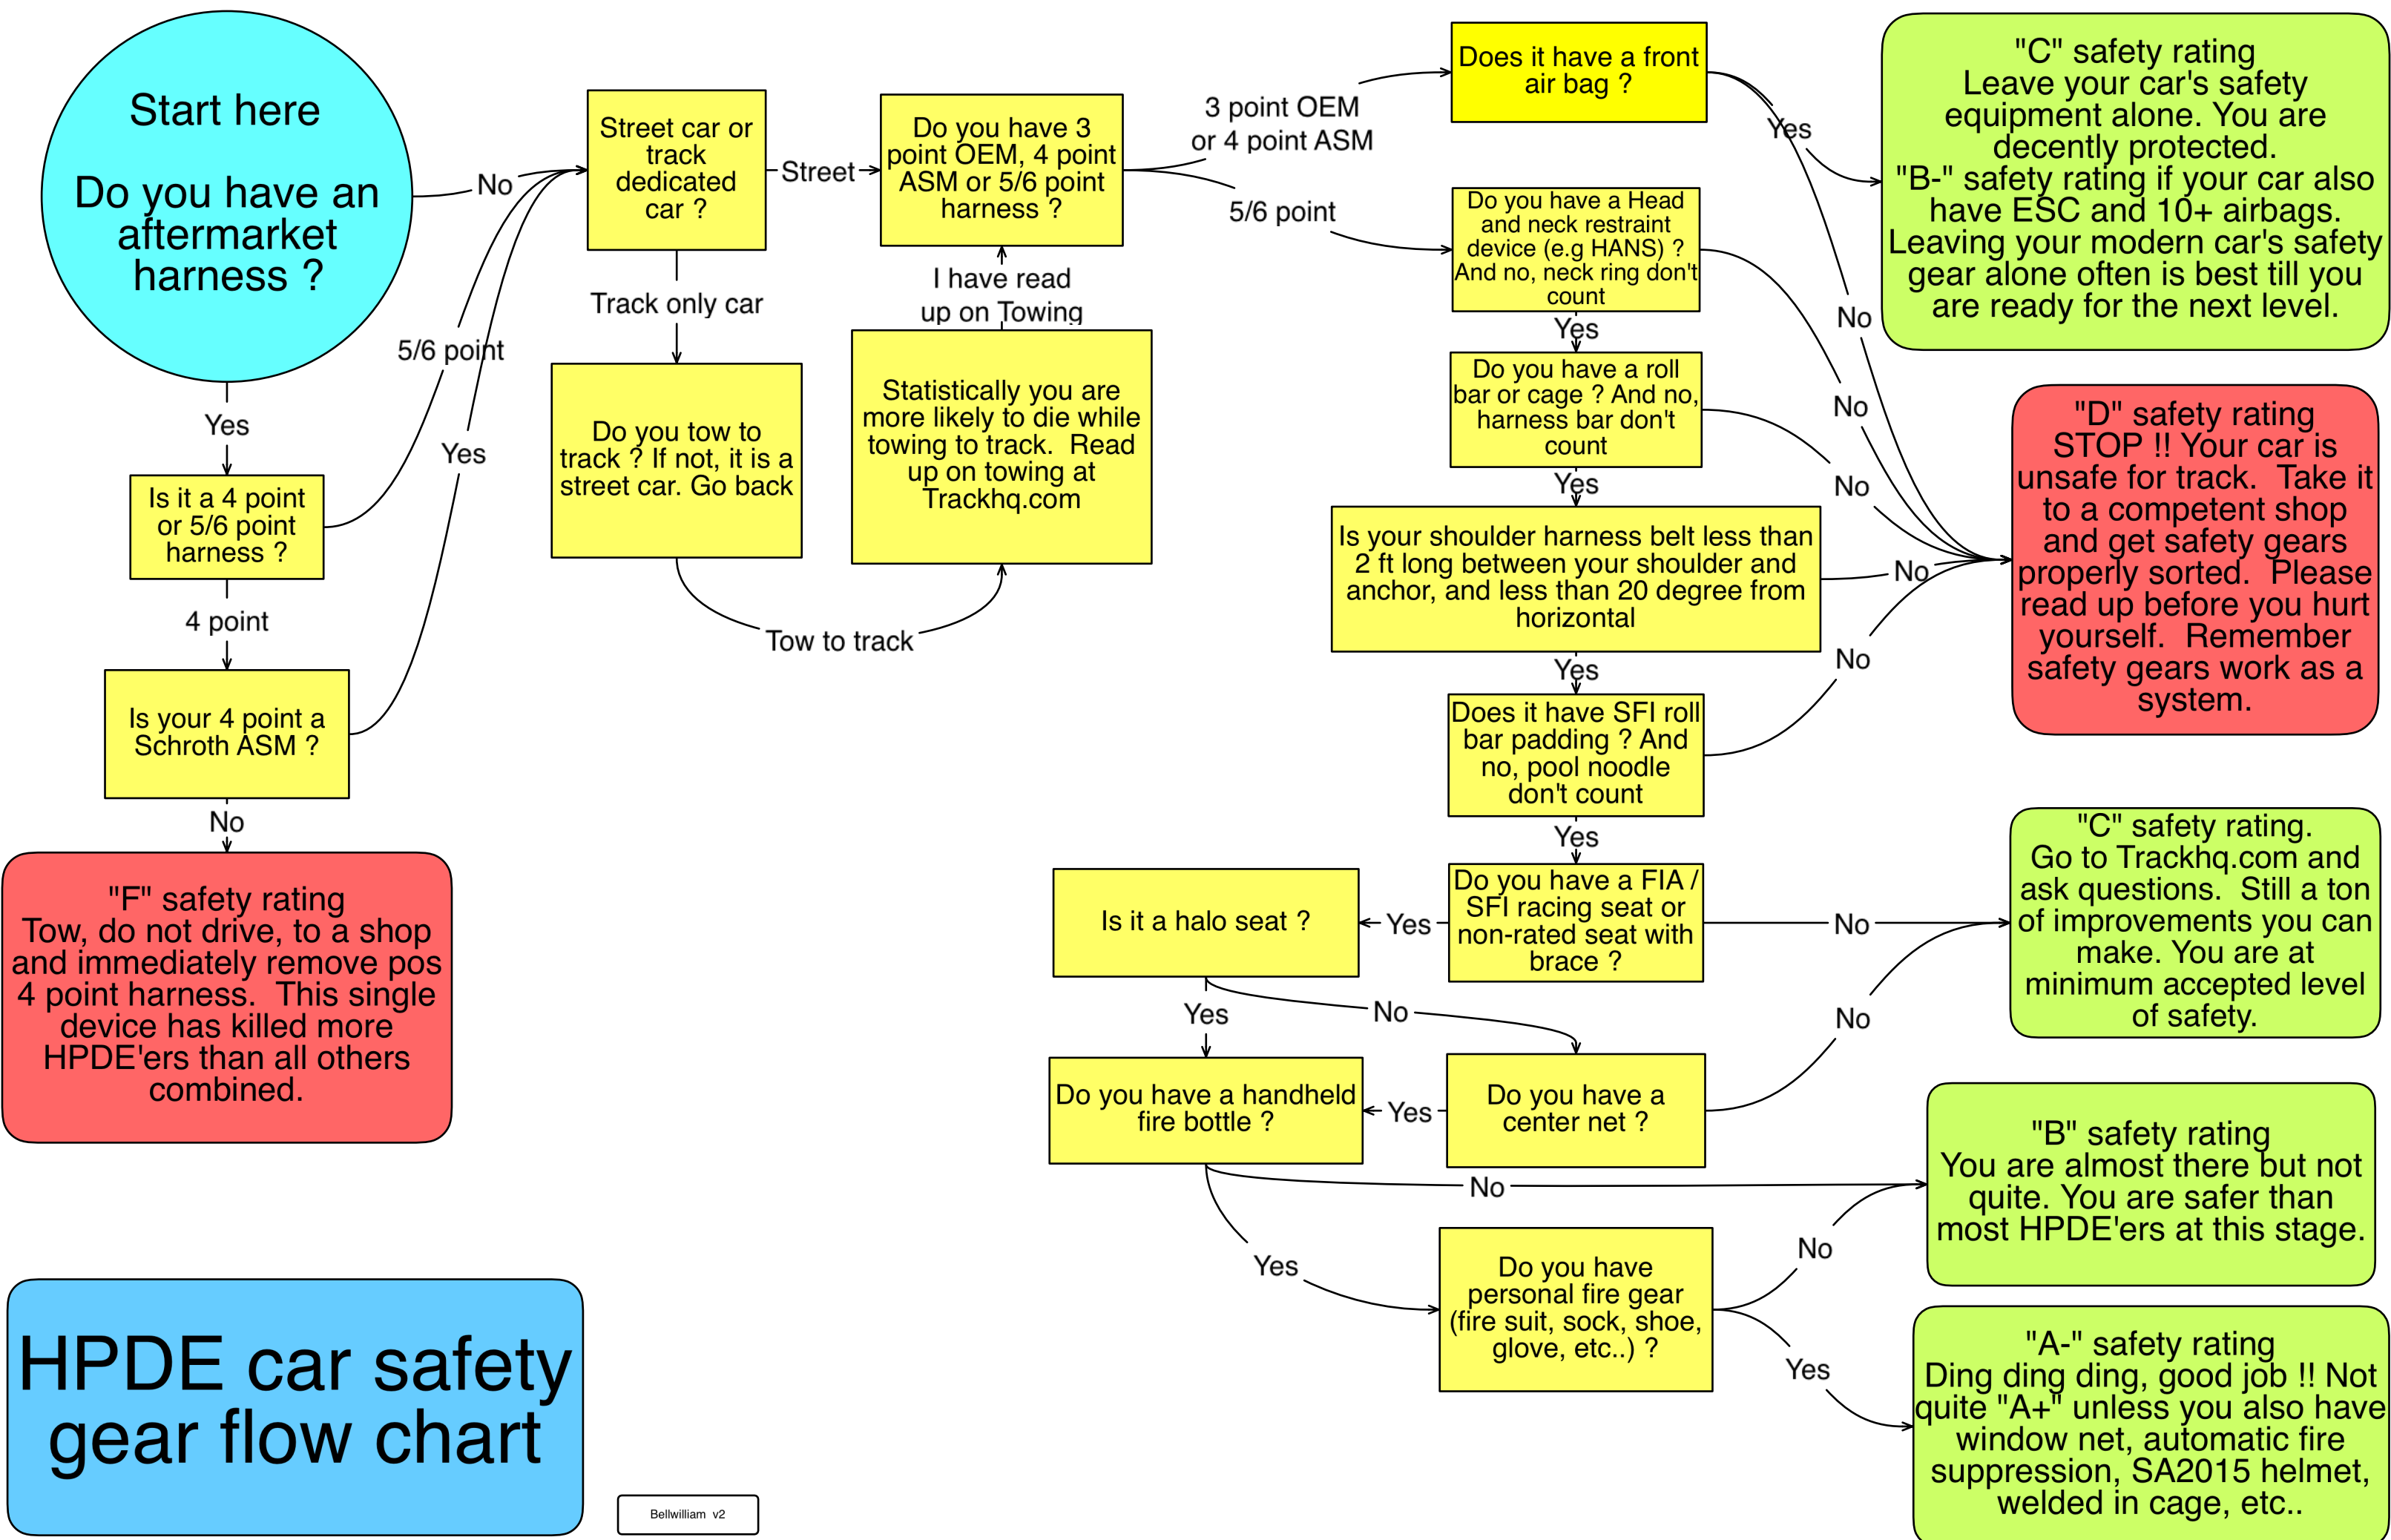 Start here
Do you have an
aftermarket
harness ?
No
Yes
Is it a 4 point
or 5/6 point
harness ?
5/6 point
4 point
Is your 4 point a
Schroth ASM ?
Yes
No
"F" safety rating
Tow, do not drive, to a shop
and immediately remove pos
4 point harness.  This single
device has killed more
HPDE'ers than all others
combined.
Street car or
track
dedicated
car ?
Street
Track only car
Do you tow to
track ? If not, it is a
street car. Go back
Tow to track
Statistically you are
more likely to die while
towing to track.  Read
up on towing at
Trackhq.com
I have read
up on Towing
Do you have 3
point OEM, 4 point
ASM or 5/6 point
harness ?
3 point OEM
or 4 point ASM
5/6 point
Does it have a front
air bag ?
Yes
No
"C" safety rating
Leave your car's safety
equipment alone. You are
decently protected.
"B-" safety rating if your car also
have ESC and 10+ airbags.
Leaving your modern car's safety
gear alone often is best till you
are ready for the next level.
Do you have a Head
and neck restraint
device (e.g HANS) ?
And no, neck ring don't
count
No
Yes
Do you have a roll
bar or cage ? And no,
harness bar don't
count
No
Yes
Is your shoulder harness belt less than
2 ft long between your shoulder and
anchor, and less than 20 degree from
horizontal
No
Yes
Does it have SFI roll
bar padding ? And
no, pool noodle
don't count
No
Yes
"D" safety rating
STOP !! Your car is
unsafe for track.  Take it
to a competent shop
and get safety gears
properly sorted.  Please
read up before you hurt
yourself.  Remember
safety gears work as a
system.
Do you have a FIA /
SFI racing seat or
non-rated seat with
brace ?
Yes
No
Is it a halo seat ?
Yes
No
"C" safety rating.
Go to Trackhq.com and
ask questions.  Still a ton
of improvements you can
make. You are at
minimum accepted level
of safety.
Do you have a
center net ?
Yes
No
Do you have a handheld
fire bottle ?
No
Yes
Do you have
personal fire gear
(fire suit, sock, shoe,
glove, etc..) ?
No
Yes
"B" safety rating
You are almost there but not
quite. You are safer than
most HPDE'ers at this stage.
"A-" safety rating
Ding ding ding, good job !! Not
quite "A+" unless you also have
window net, automatic fire
suppression, SA2015 helmet,
welded in cage, etc..
HPDE car safety
gear flow chart
Bellwilliam  v2